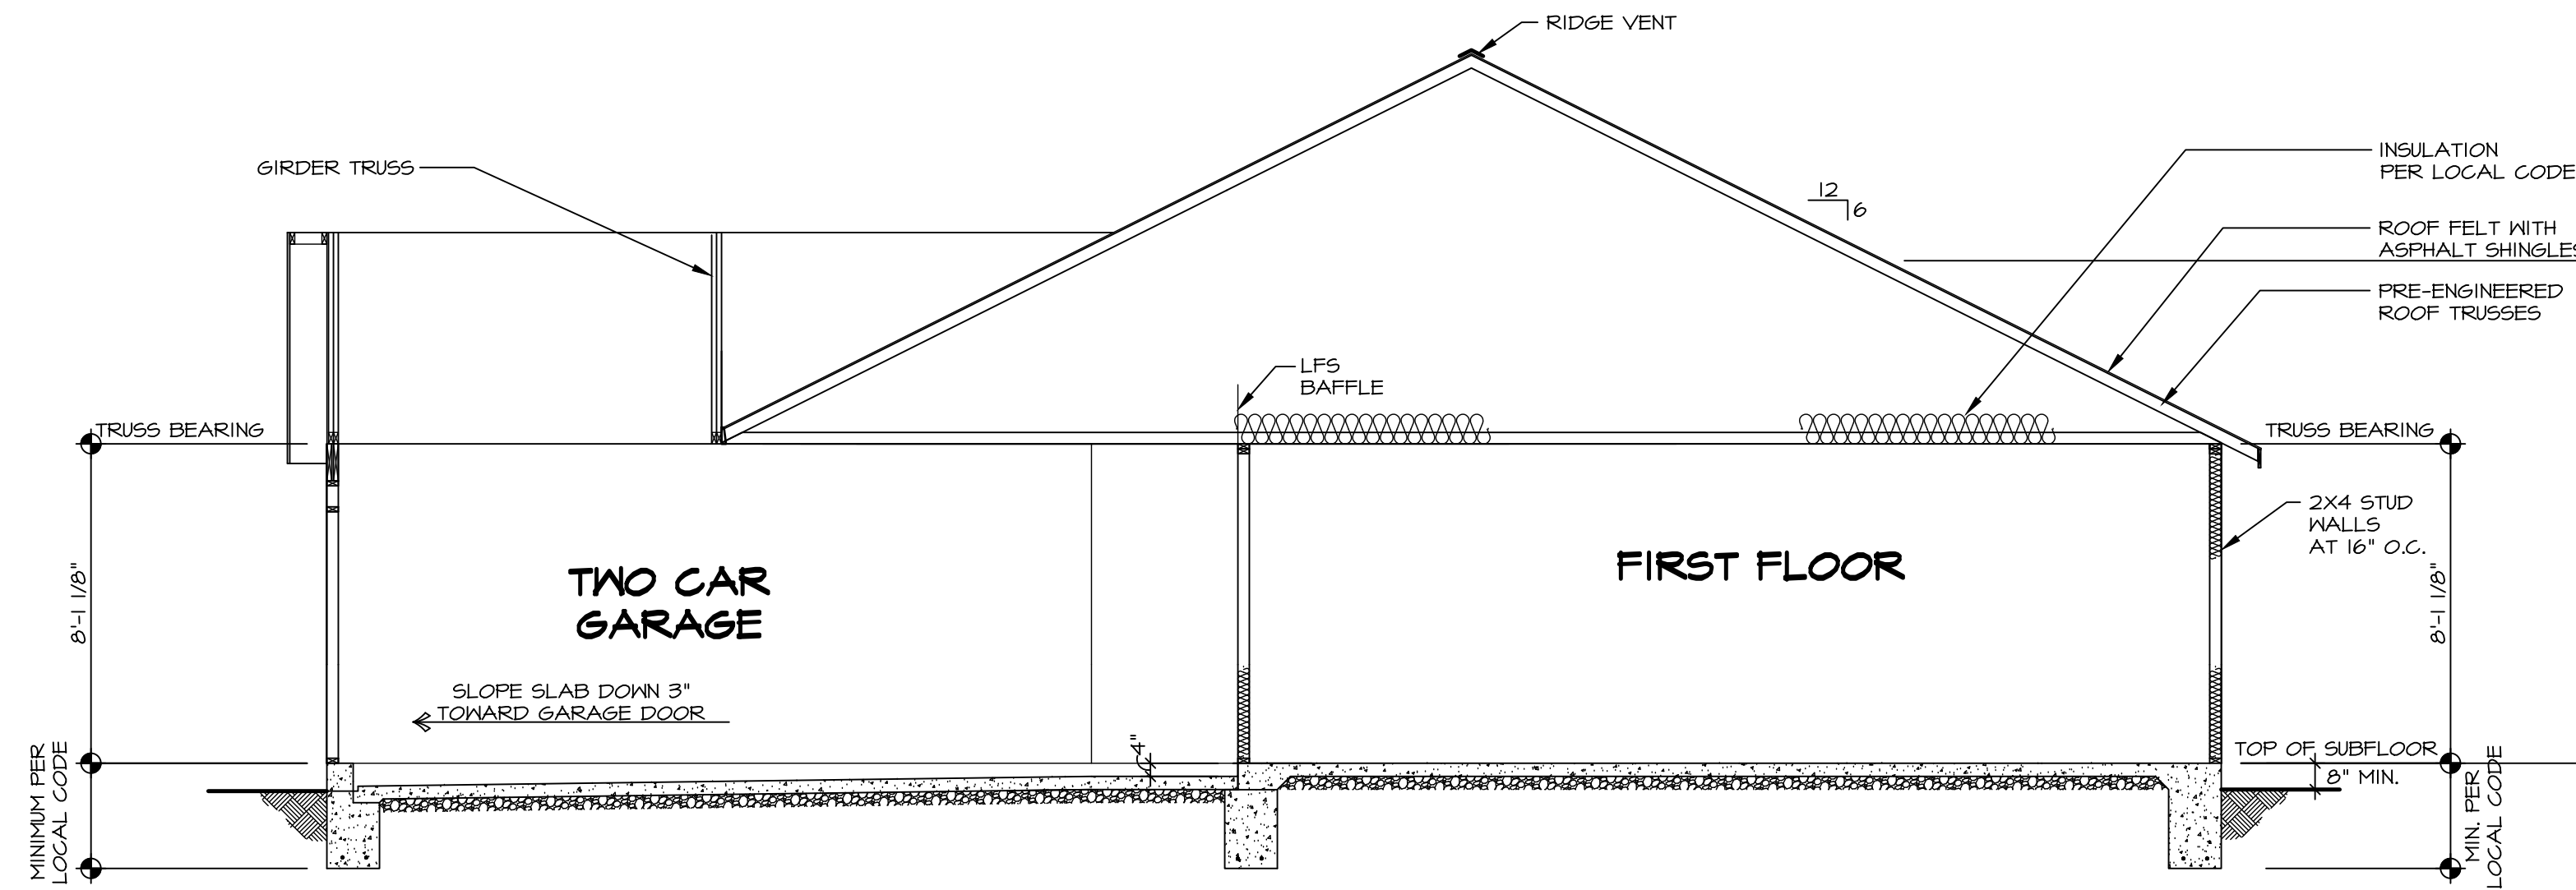 RIDGE VENT
GIRDER TRUSS
INSULATION
PER LOCAL CODE
12
6
ROOF FELT WITH
ASPHALT SHINGLES
PRE-ENGINEERED
ROOF TRUSSES
LFS
BAFFLE
TRUSS BEARING
TRUSS BEARING
2X4 STUD
WALLS
AT 16" O.C.
TWO CAR
GARAGE
FIRST FLOOR
8'-1 1/8"
8'-1 1/8"
SLOPE SLAB DOWN 3"
TOWARD GARAGE DOOR
4"
TOP OF SUBFLOOR
8" MIN.
MINIMUM PER
LOCAL CODE
MIN. PER
LOCAL CODE